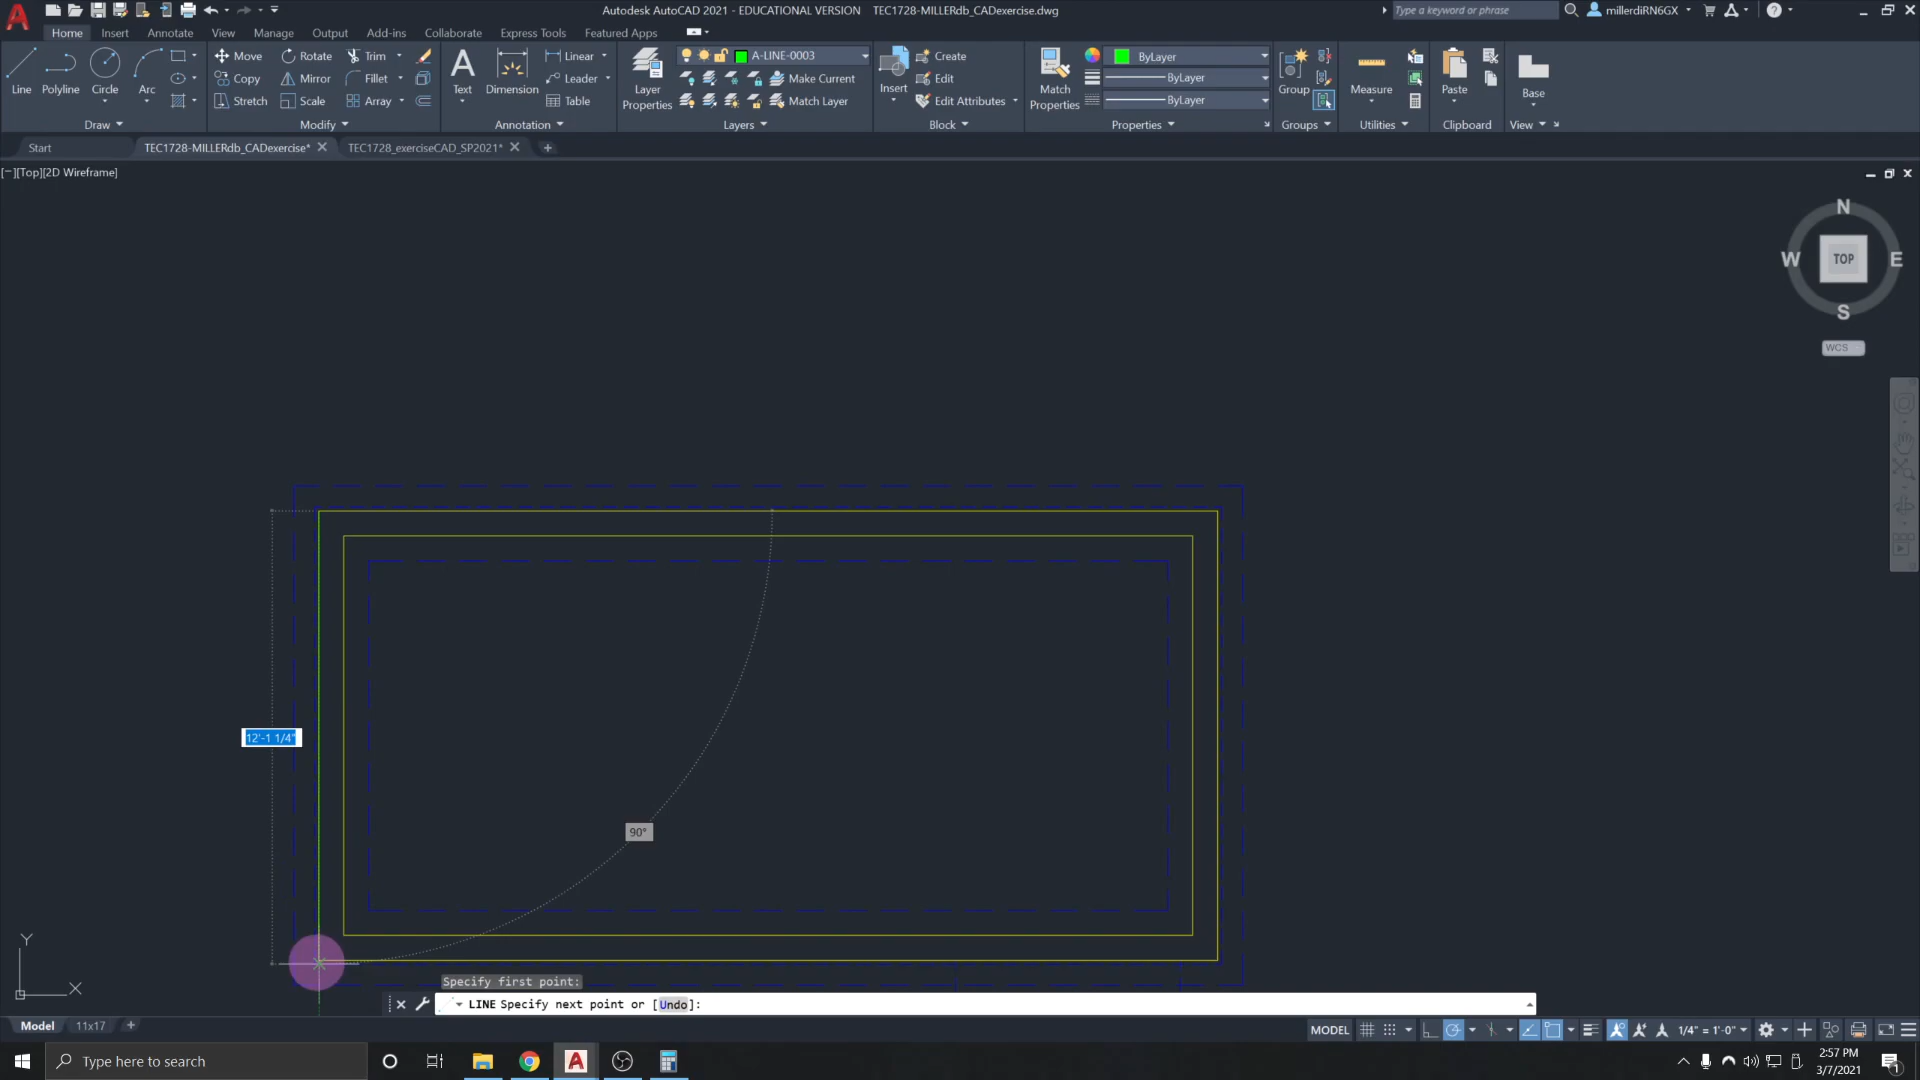 Autodesk AutoCAD 2021 - EDUCATIONAL VERSION TEC1728-MILLERdb_CADexercise.dwg
Type a keyword or phrase
millerdiRN6GX
Home Insert Annotate View Manage Output Add-ins Collaborate Express Tools Featured Apps
Line
Polyline
Circle
Arc
Draw
Move Rotate Trim
Copy Mirror Fillet
Stretch Scale Array
Modify
Text
Dimension
Linear
Leader
Table
Annotation
Layer
Properties
A-LINE-0003
Make Current
Match Layer
Layers
Insert
Create
Edit
Edit Attributes
Block
Match
Properties
ByLayer
ByLayer
ByLayer
Properties
Group
Groups
Measure
Utilities
Paste
Clipboard
Base
View
Start TEC1728-MILLERdb_CADexercise* TEC1728_exerciseCAD_SP2021*
[−][Top][2D Wireframe]
N
W TOP E
S
WCS
12'-1 1/4"
90°
Y
X
Specify first point:
LINE Specify next point or [Undo]:
Model 11x17
MODEL 1/4" = 1'-0"
Type here to search
2:57 PM
3/7/2021
1